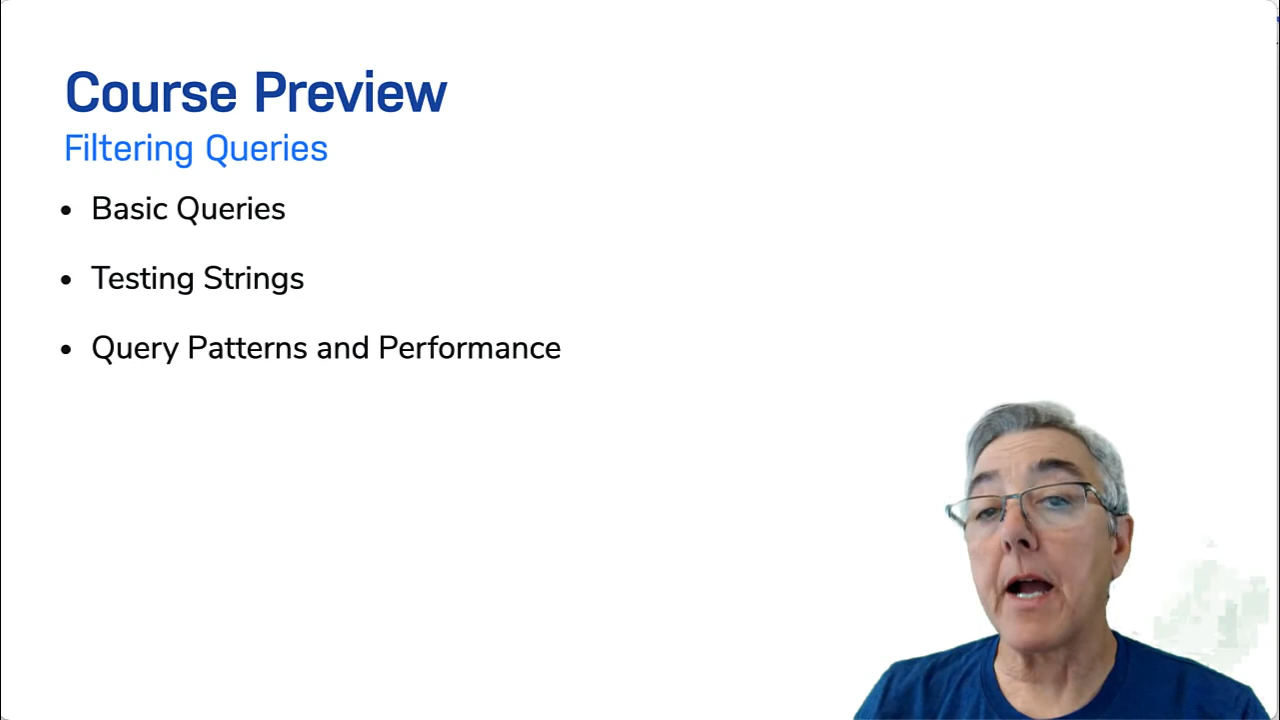 Course Preview
Filtering Queries
• Basic Queries
• Testing Strings
• Query Patterns and Performance